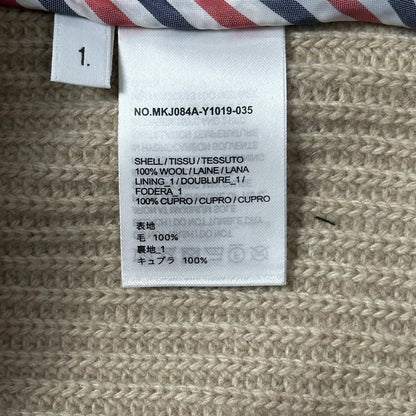 1.
NO.MKJ084A-Y1019-035
SHELL / TISSU / TESSUTO
100% WOOL / LAINE / LANA
LINING_1 / DOUBLURE_1 /
FODERA_1
100% CUPRO / CUPRO / CUPRO
表地
毛 100%
裏地_1
キュプラ 100%